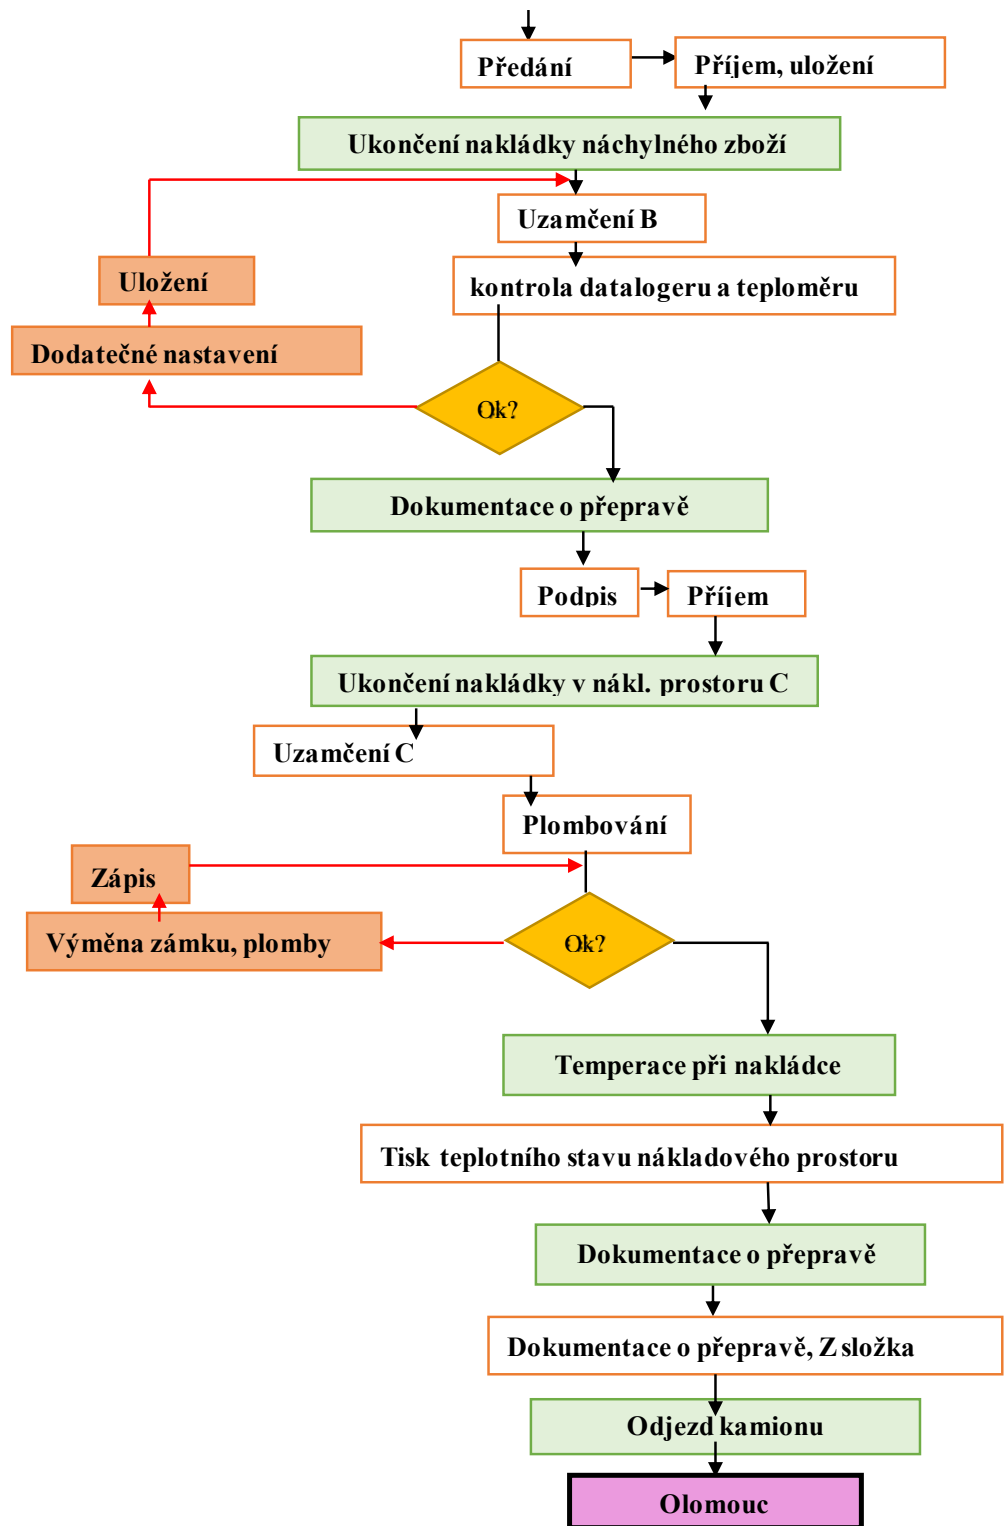 Předání
Příjem, uložení
Ukončení nakládky náchylného zboží
Uzamčení B
Uložení
kontrola datalogeru a teploměru
Dodatečné nastavení
Ok?
Dokumentace o přepravě
Podpis
Příjem
Ukončení nakládky v nákl. prostoru C
Uzamčení C
Plombování
Zápis
Výměna zámku, plomby
Ok?
Temperace při nakládce
Tisk teplotního stavu nákladového prostoru
Dokumentace o přepravě
Dokumentace o přepravě, Z složka
Odjezd kamionu
Olomouc